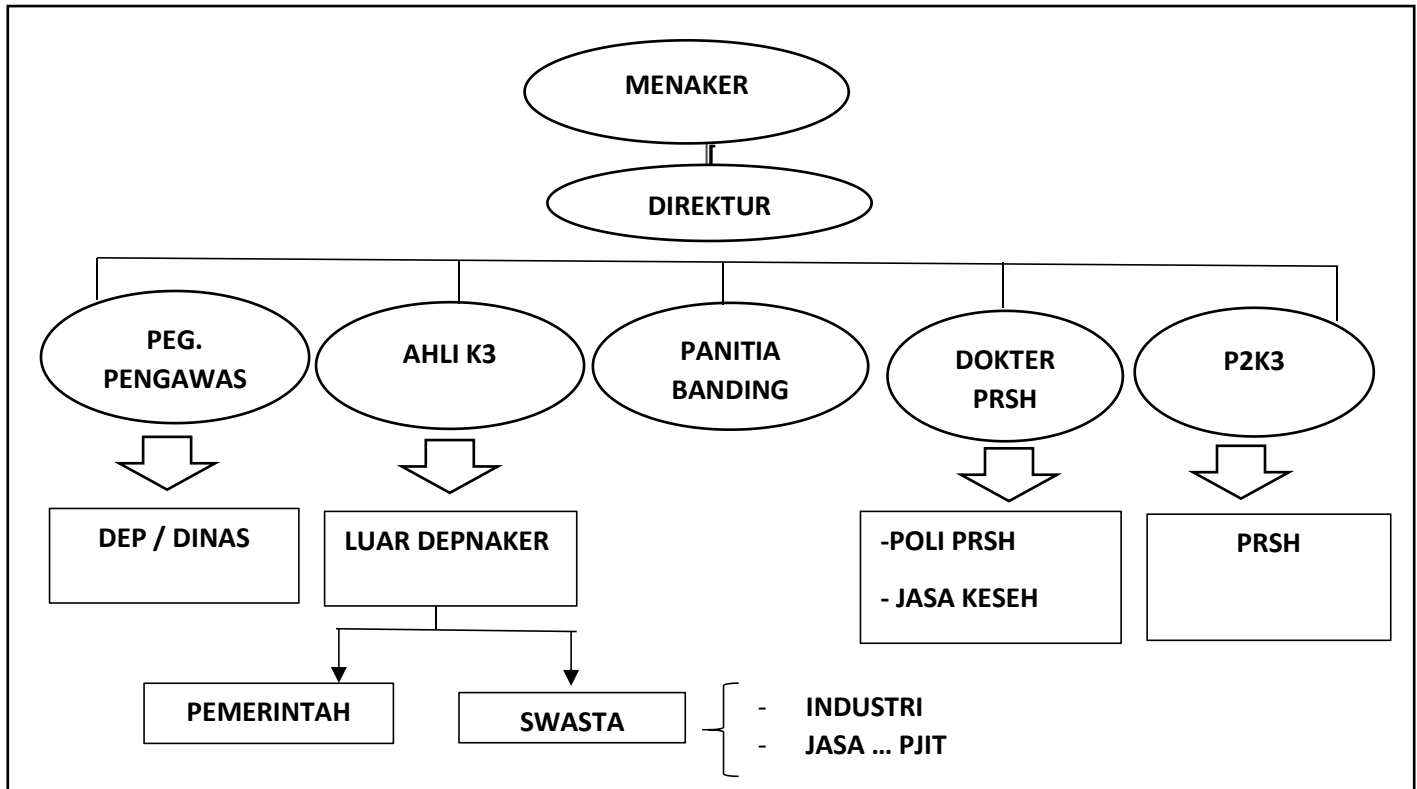 MENAKER
DIREKTUR
PEG.
PENGAWAS
AHLI K3
PANITIA
BANDING
DOKTER
PRSH
P2K3
DEP / DINAS
LUAR DEPNAKER
-POLI PRSH
- JASA KESEH
PRSH
PEMERINTAH
SWASTA
- INDUSTRI
- JASA ... PJIT